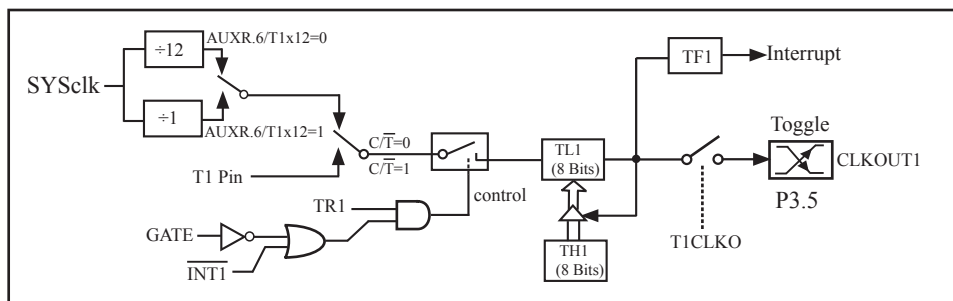 ÷12
AUXR.6/T1x12=0
SYSclk
÷1
AUXR.6/T1x12=1
T1 Pin
C/T̅=0
C/T̅=1
TR1
GATE
I̅N̅T̅1̅
control
TL1
(8 Bits)
TH1
(8 Bits)
TF1
Interrupt
Toggle
CLKOUT1
P3.5
T1CLKO